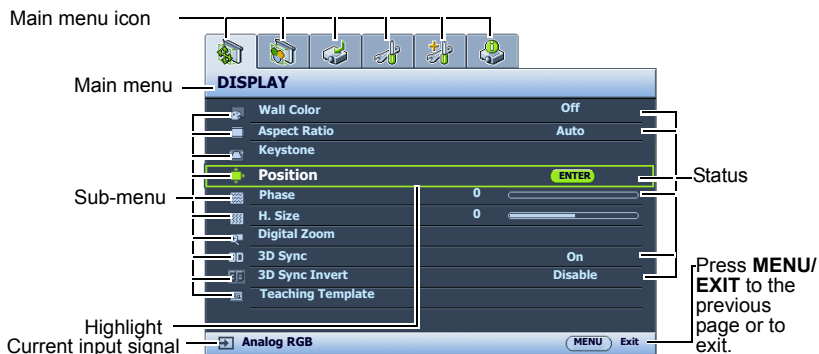 Main menu icon
Main menu
DISPLAY
Wall Color Off
Aspect Ratio Auto
Keystone
Position ENTER
Status
Sub-menu
Phase 0
H. Size 0
Digital Zoom
3D 3D Sync On
3D Sync Invert Disable
Teaching Template
Press MENU/
EXIT to the
previous
page or to
exit.
Highlight
Current input signal
Analog RGB MENU Exit